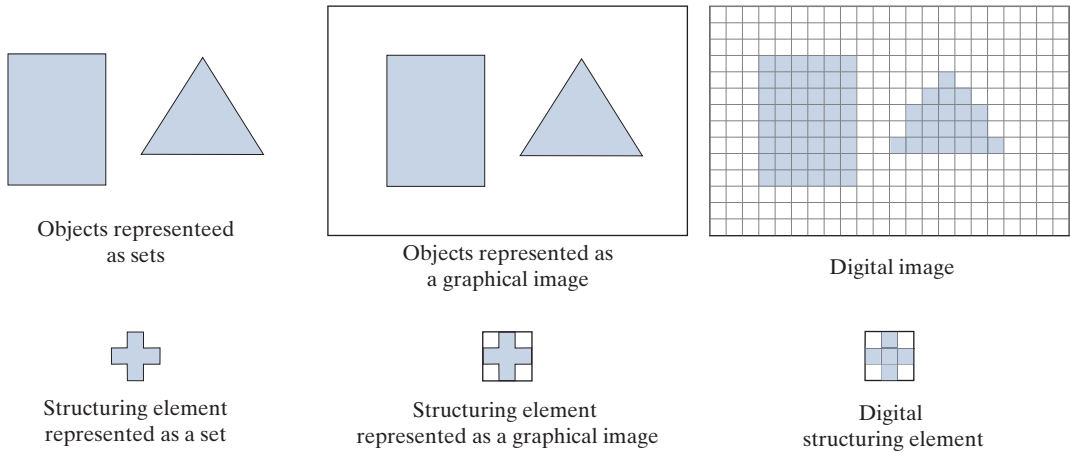 Objects representeed
as sets
Objects represented as
a graphical image
Digital image
Structuring element
represented as a set
Structuring element
represented as a graphical image
Digital
structuring element